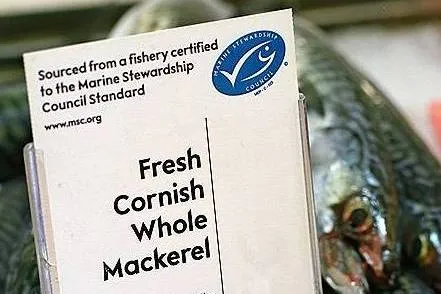 Sourced from a fishery certified
to the Marine Stewardship
Council Standard
www.msc.org
MARINE STEWARDSHIP
COUNCIL
Fresh
Cornish
Whole
Mackerel